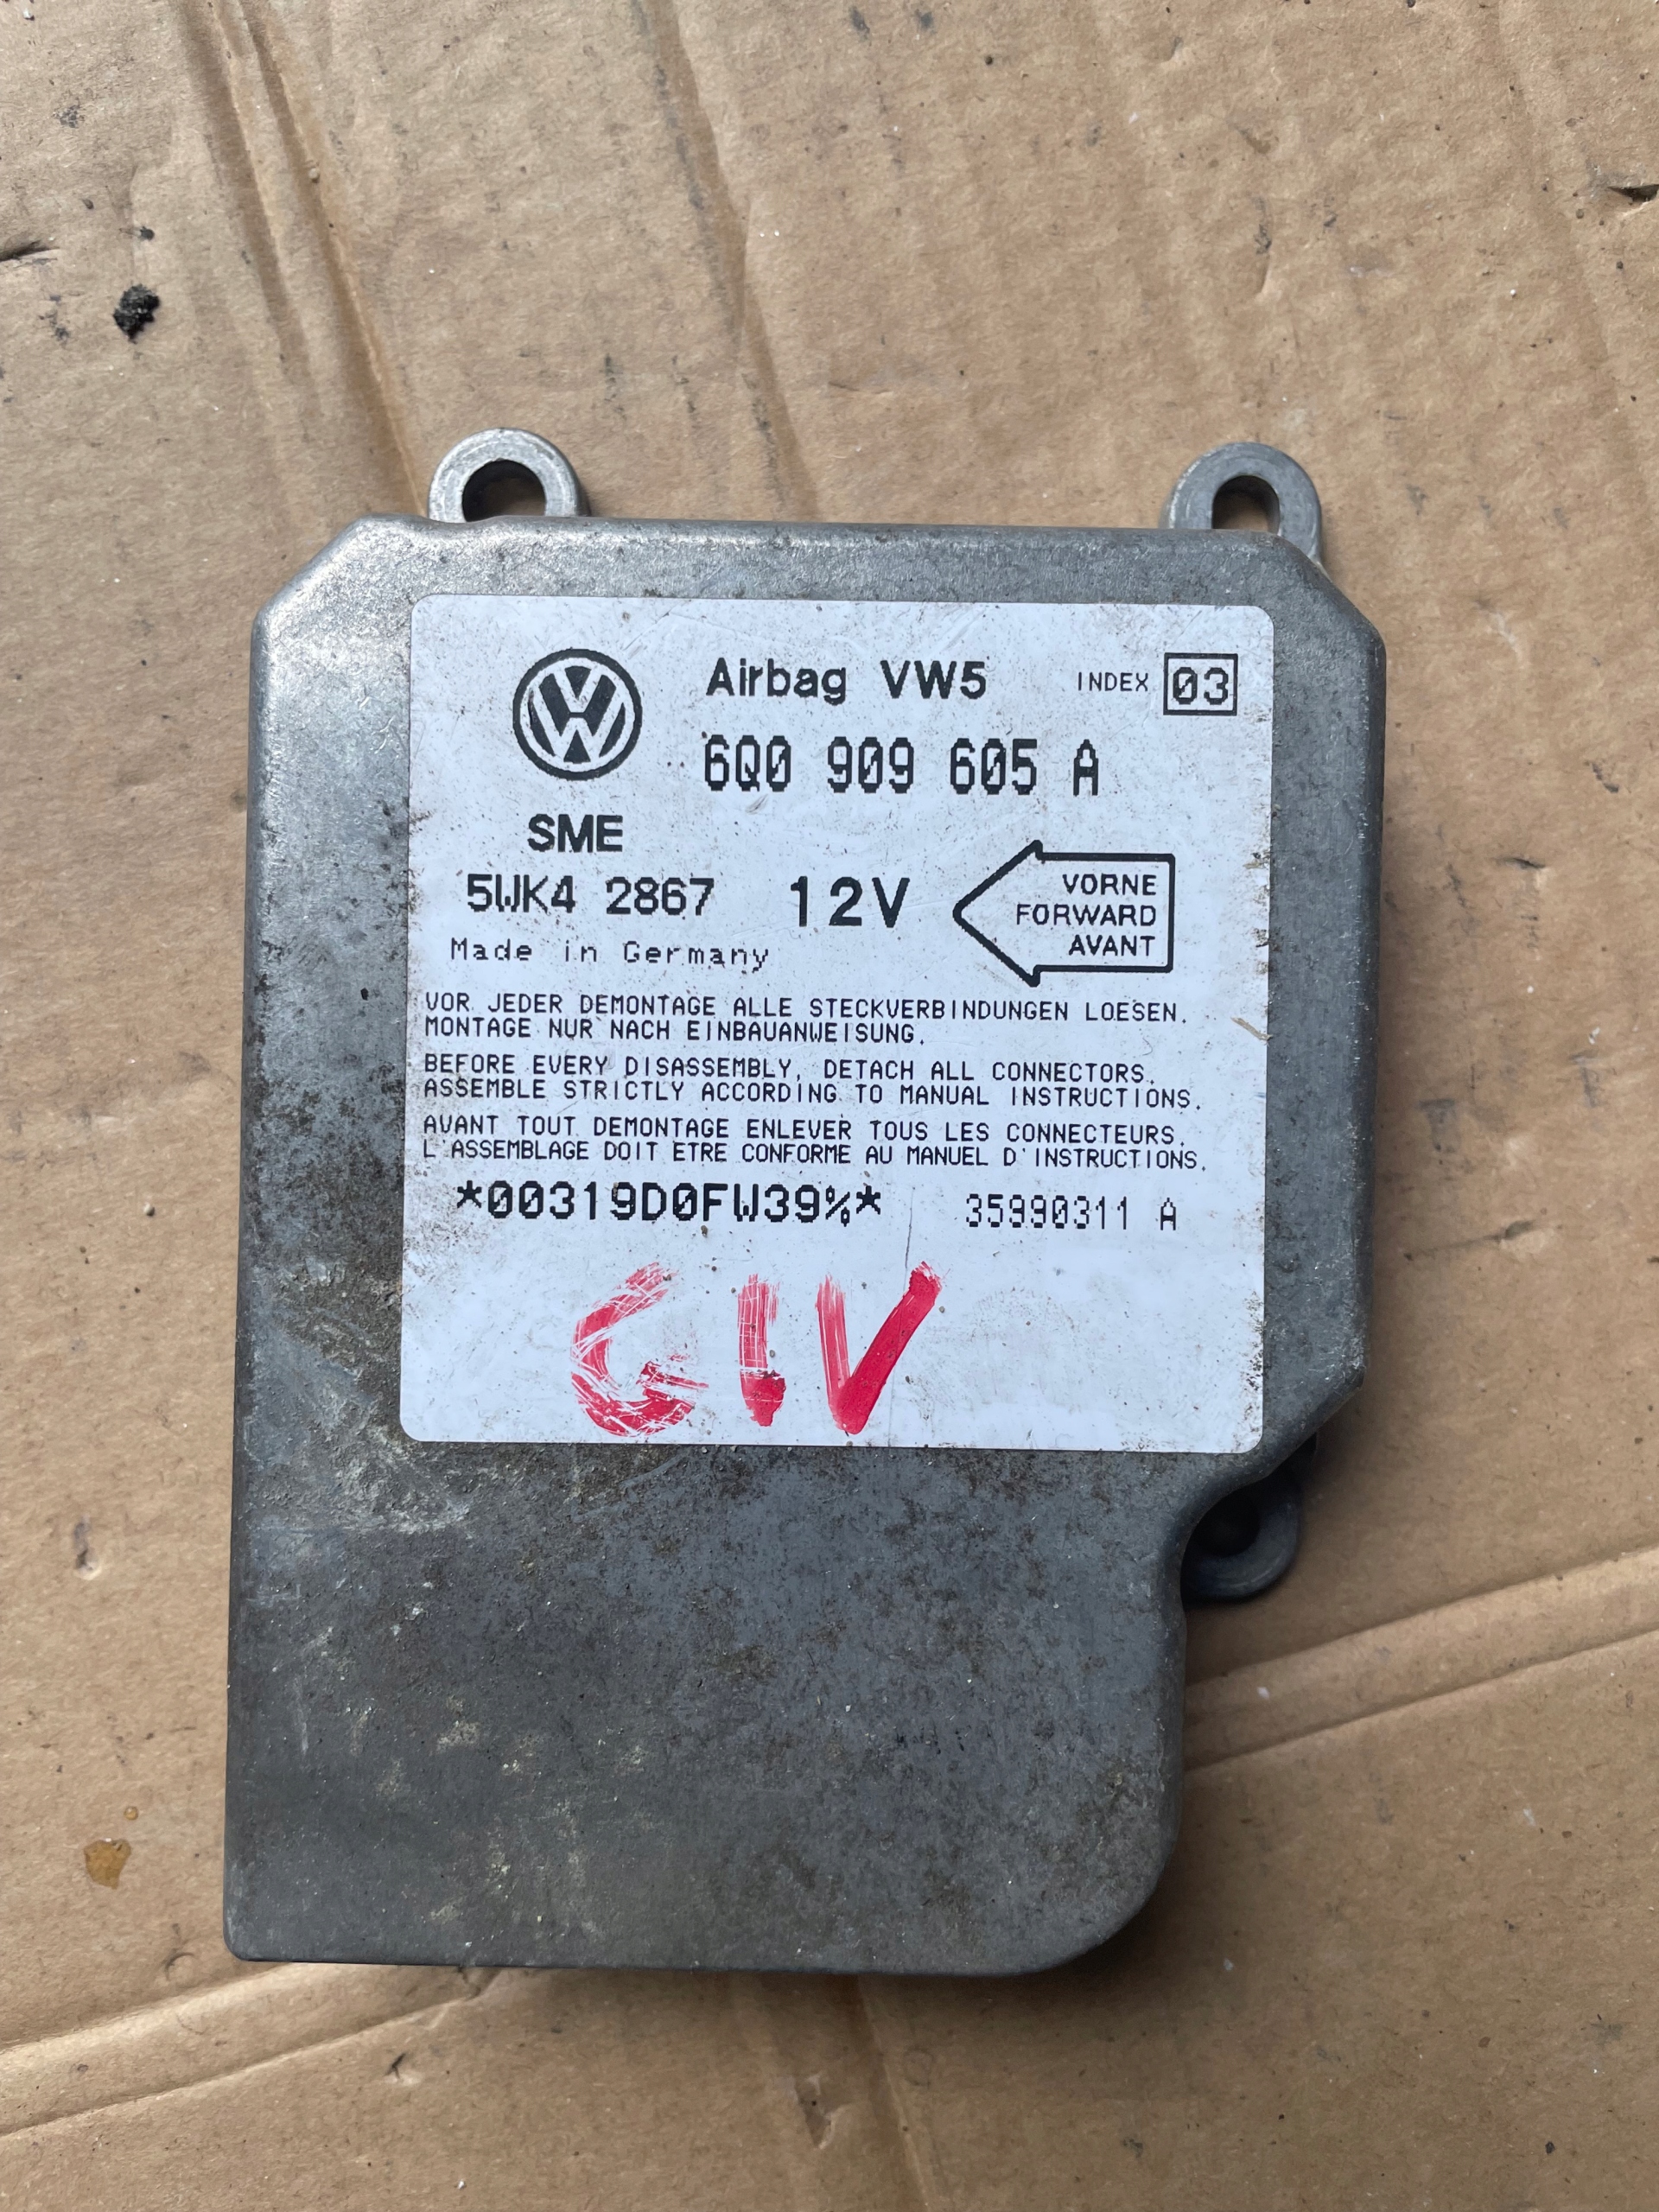 Airbag VW5 INDEX 03
6Q0 909 605 A
SME
5WK4 2867 12V
VORNE
FORWARD
AVANT
Made in Germany
VOR JEDER DEMONTAGE ALLE STECKVERBINDUNGEN LOESEN.
MONTAGE NUR NACH EINBAUANWEISUNG.
BEFORE EVERY DISASSEMBLY, DETACH ALL CONNECTORS.
ASSEMBLE STRICTLY ACCORDING TO MANUAL INSTRUCTIONS.
AVANT TOUT DEMONTAGE ENLEVER TOUS LES CONNECTEURS.
L'ASSEMBLAGE DOIT ETRE CONFORME AU MANUEL D'INSTRUCTIONS.
*00319D0FW39%* 35990311 A
GIV